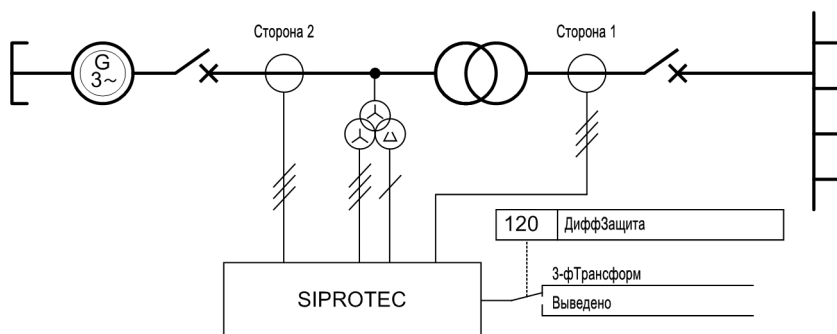 Сторона 2
Сторона 1
G
3~
120 ДиффЗащита
3-фТрансформ
SIPROTEC
Выведено